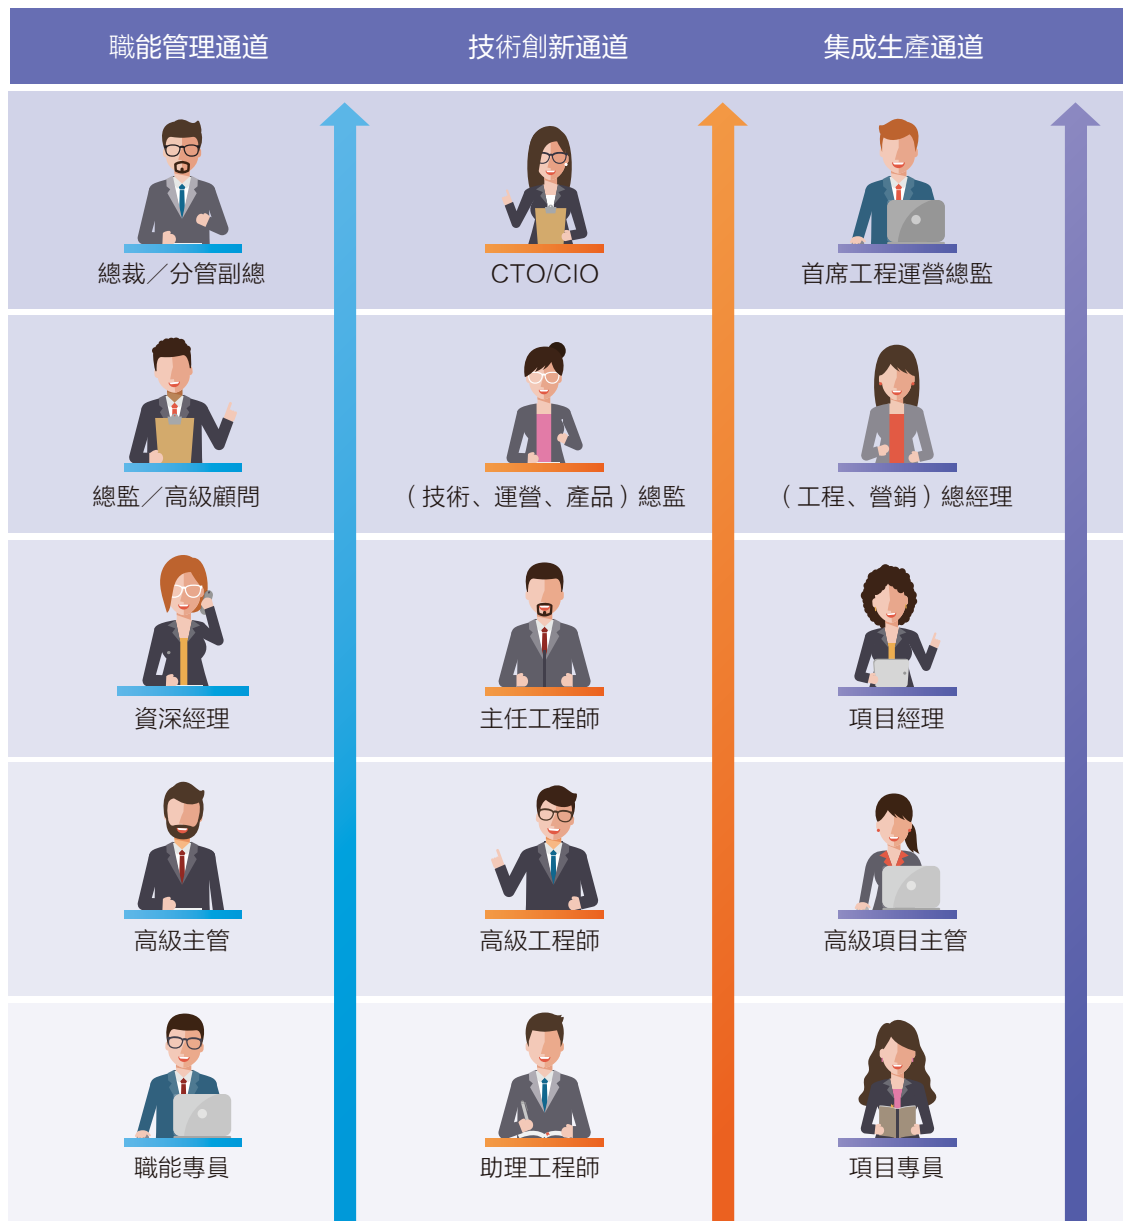 職能管理通道
技術創新通道
集成生產通道
總裁／分管副總
CTO/CIO
首席工程運營總監
總監／高級顧問
（技術、運營、產品）總監
（工程、營銷）總經理
資深經理
主任工程師
項目經理
高級主管
高級工程師
高級項目主管
職能專員
助理工程師
項目專員